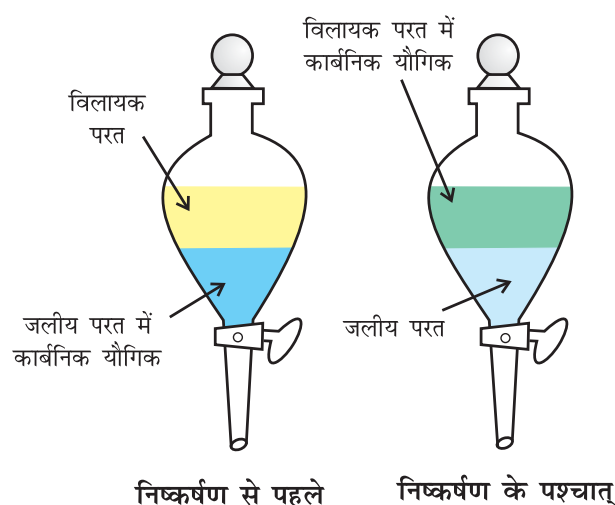 विलायक
परत
जलीय परत में
कार्बनिक यौगिक
निष्कर्षण से पहले
विलायक परत में
कार्बनिक यौगिक
जलीय परत
निष्कर्षण के पश्चात्